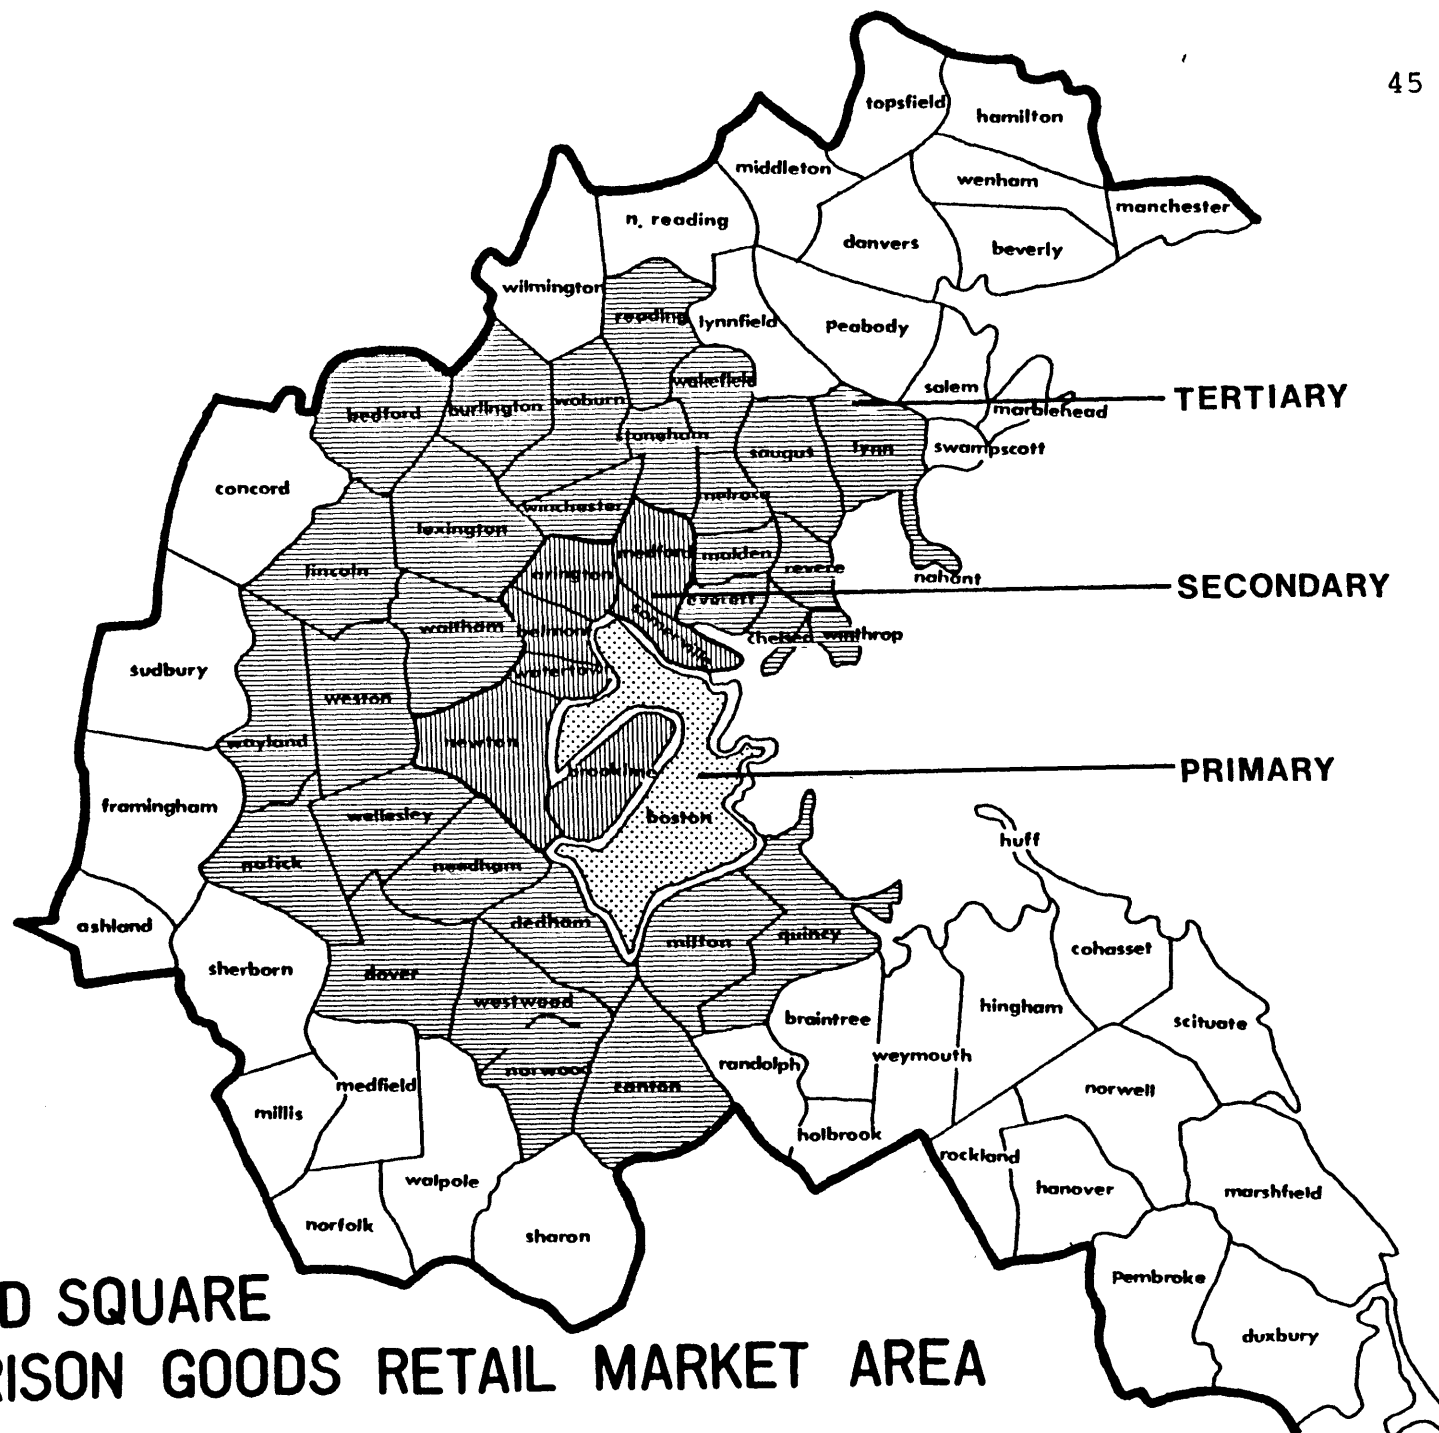 45
topsfield
hamilton
middleton
wenham
manchester
n. reading
danvers
beverly
wilmington
reading
lynnfield
peabody
wakefield
salem
TERTIARY
marblehead
bedford
burlington
woburn
stoneham
saugus
lynn
swampscott
concord
melrose
winchester
lexington
medford
malden
revere
nahant
lincoln
arlington
everett
SECONDARY
somerville
waltham
belmont
chelsea
winthrop
sudbury
watertown
weston
wayland
newton
brookline
PRIMARY
framingham
wellesley
boston
huff
natick
needham
ashland
dedham
milton
quincy
cohasset
sherborn
dover
westwood
hingham
braintree
scituate
weymouth
randolph
norwood
canton
medfield
norwell
millis
holbrook
rockland
walpole
hanover
marshfield
norfolk
sharon
pembroke
duxbury
D SQUARE
RISON GOODS RETAIL MARKET AREA